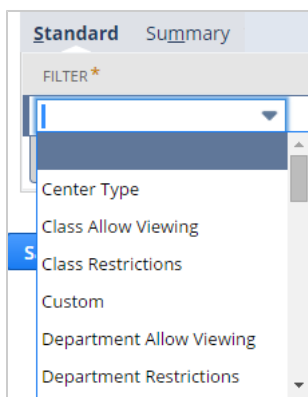 Standard Summary
FILTER *
Center Type
Class Allow Viewing
S
Class Restrictions
Custom
Department Allow Viewing
Department Restrictions